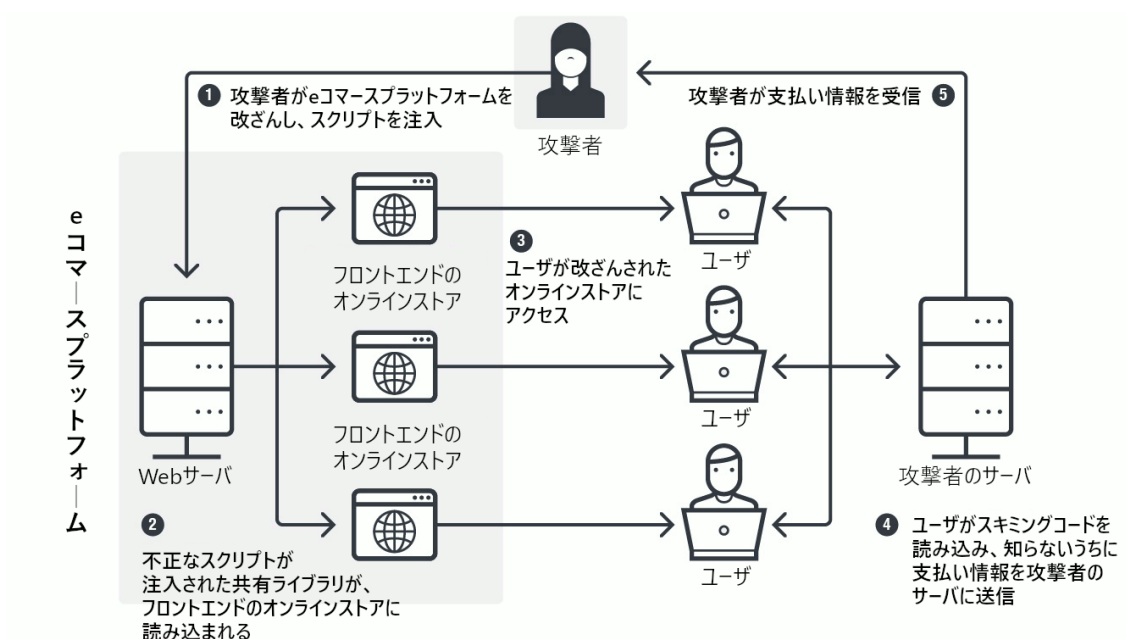 攻撃者
❶ 攻撃者がeコマースプラットフォームを
改ざんし、スクリプトを注入
攻撃者が支払い情報を受信 ❺
eコマースプラットフォーム
フロントエンドの
オンラインストア
❸
ユーザが改ざんされた
オンラインストアに
アクセス
ユーザ
フロントエンドの
オンラインストア
ユーザ
Webサーバ
攻撃者のサーバ
❷
不正なスクリプトが
注入された共有ライブラリが、
フロントエンドのオンラインストアに
読み込まれる
ユーザ
❹ ユーザがスキミングコードを
読み込み、知らないうちに
支払い情報を攻撃者の
サーバに送信